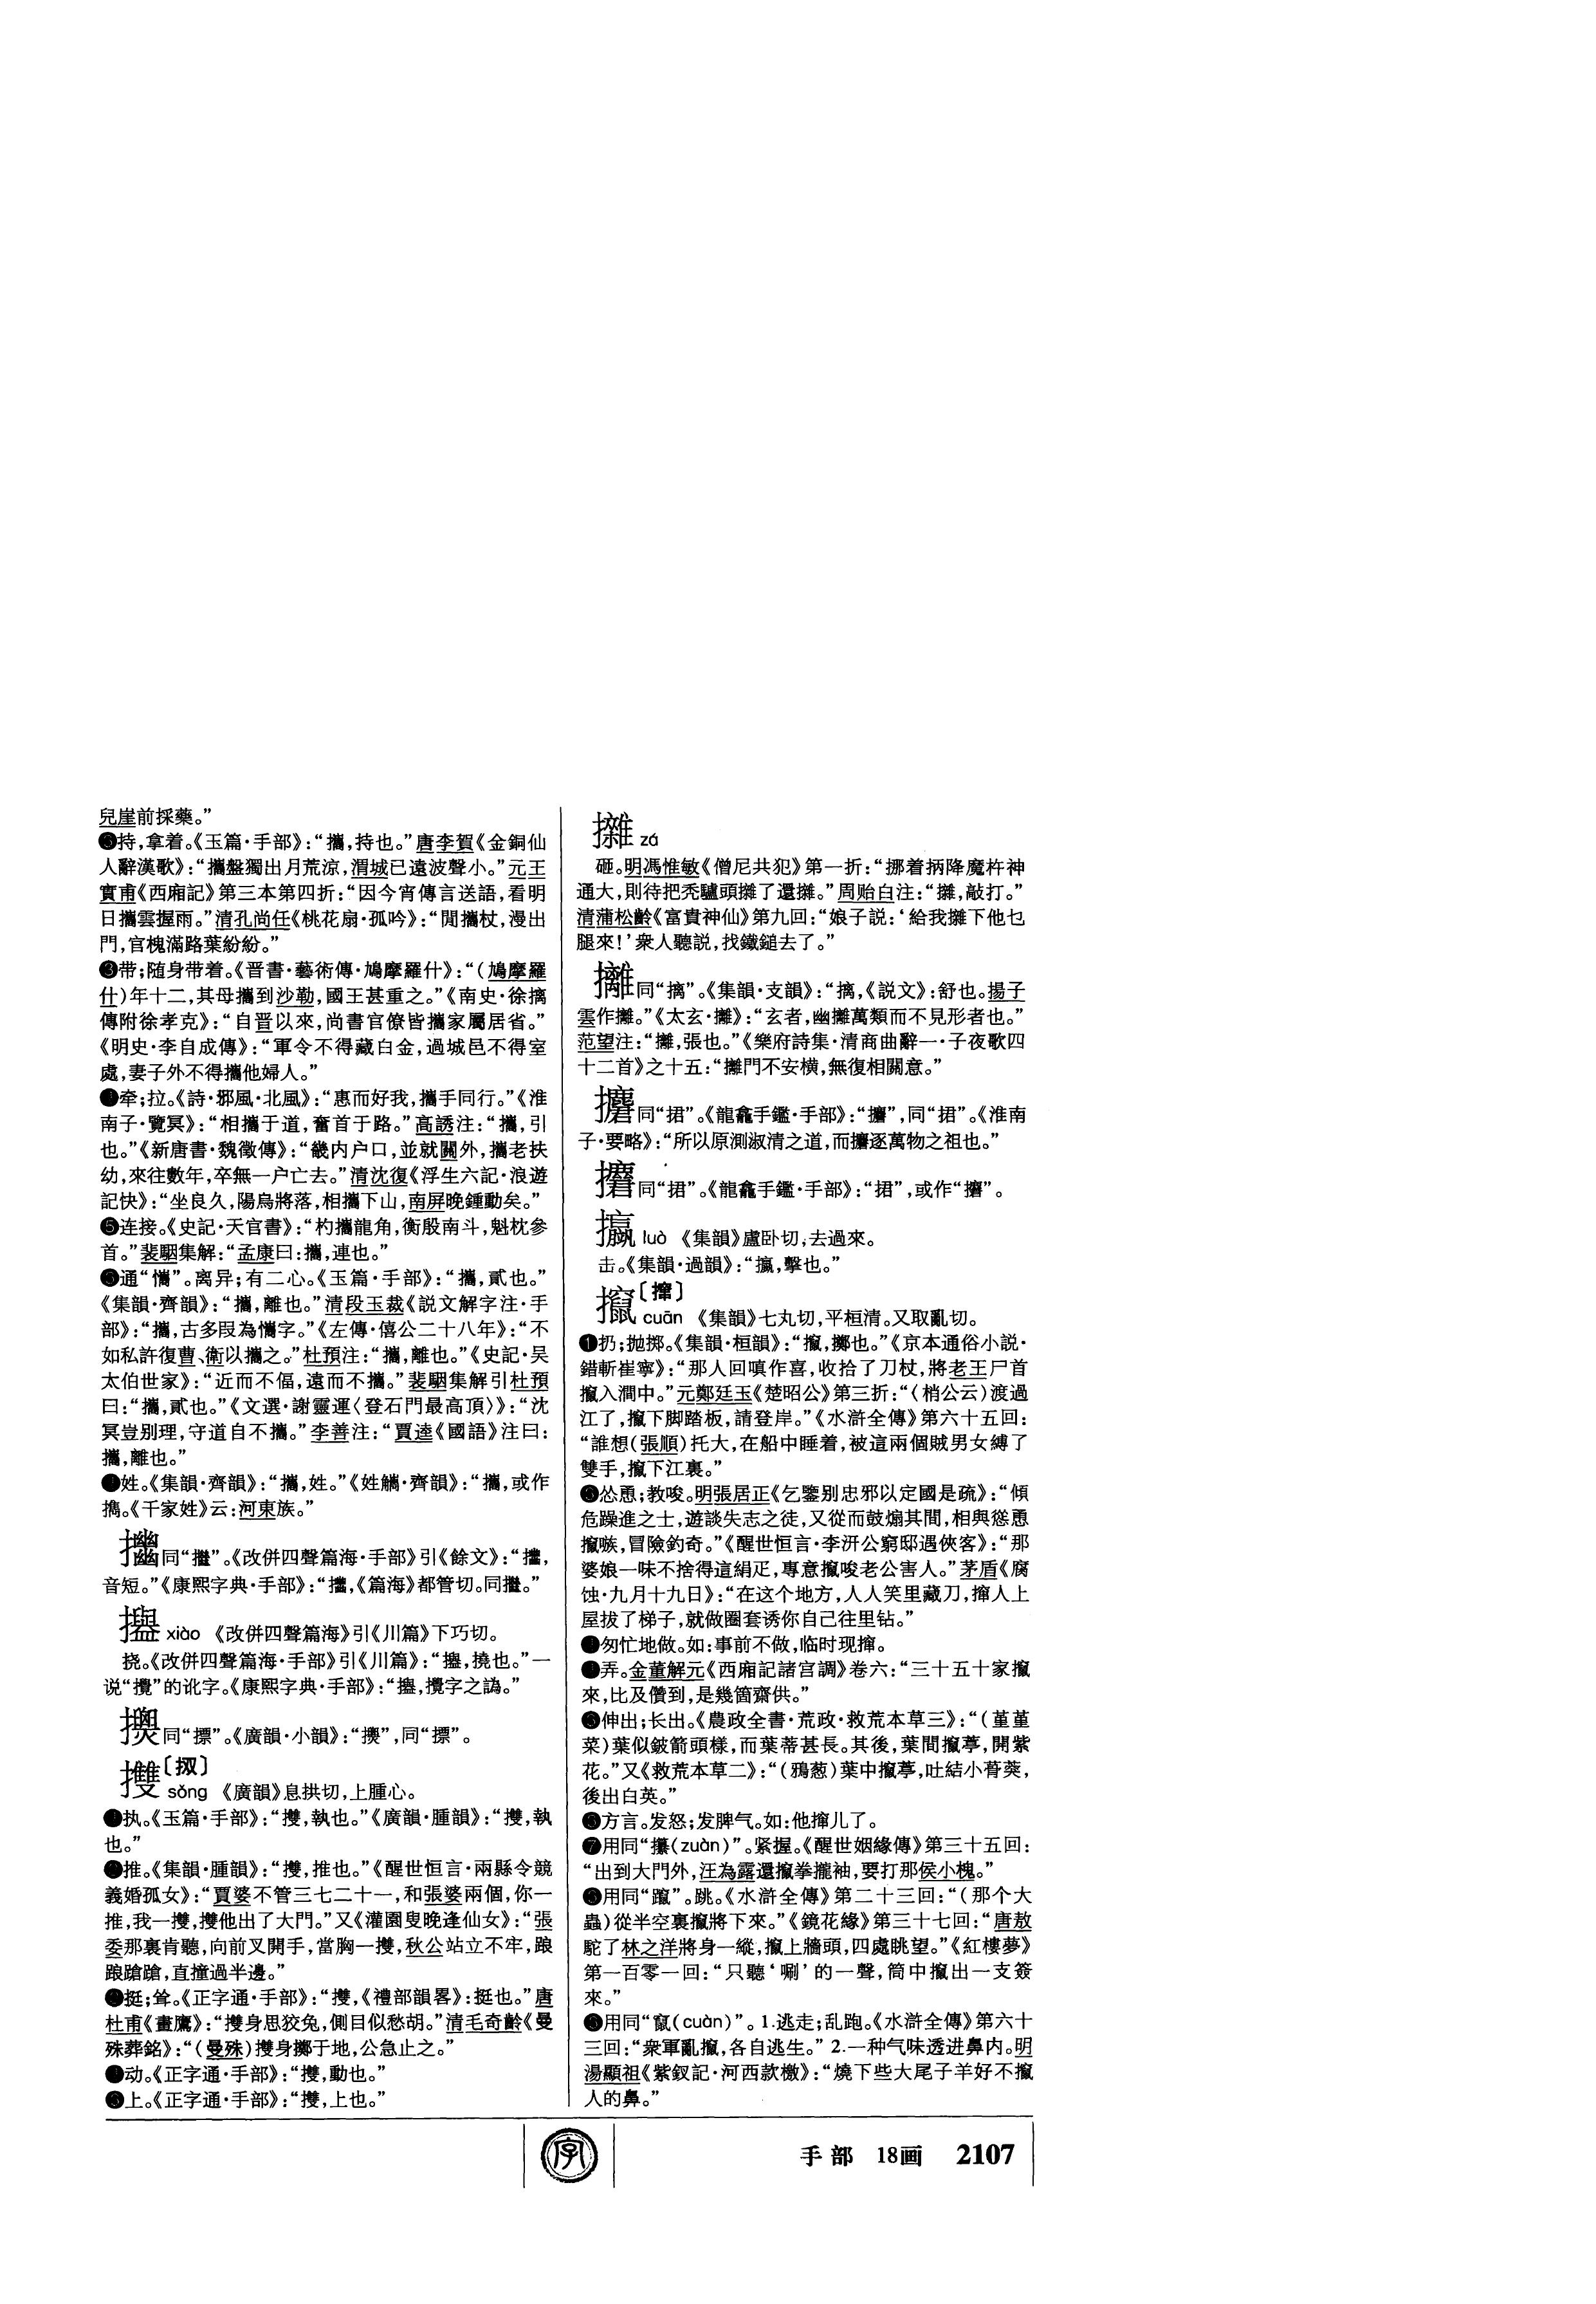 兒崖前採藥。”
❷持，拿着。《玉篇·手部》：“攜，持也。”唐李賀《金銅仙
人辭漢歌》：“攜盤獨出月荒涼，渭城已遠波聲小。”元王
實甫《西廂記》第三本第四折：“因今宵傳言送語，看明
日攜雲握雨。”清孔尚任《桃花扇·孤吟》：“閒攜杖，漫出
門，官槐滿路葉紛紛。”
❸带；随身带着。《晋書·藝術傳·鳩摩羅什》：“（鳩摩羅
什）年十二，其母攜到沙勒，國王甚重之。”《南史·徐摛
傳附徐孝克》：“自晋以來，尚書官僚皆攜家屬居省。”
《明史·李自成傳》：“軍令不得藏白金，過城邑不得室
處，妻子外不得攜他婦人。”
❹牵；拉。《詩·邶風·北風》：“惠而好我，攜手同行。”《淮
南子·覽冥》：“相攜于道，奮首于路。”高誘注：“攜，引
也。”《新唐書·魏徵傳》：“畿内户口，並就關外，攜老扶
幼，來往數年，卒無一户亡去。”清沈復《浮生六記·浪遊
記快》：“坐良久，陽烏將落，相攜下山，南屏晚鍾動矣。”
❺连接。《史記·天官書》：“杓攜龍角，衡殷南斗，魁枕參
首。”裴駰集解：“孟康曰：攜，連也。”
❻通“懏”。离异；有二心。《玉篇·手部》：“攜，貳也。”
《集韻·齊韻》：“攜，離也。”清段玉裁《説文解字注·手
部》：“攜，古多叚為懏字。”《左傳·僖公二十八年》：“不
如私許復曹、衛以攜之。”杜預注：“攜，離也。”《史記·吴
太伯世家》：“近而不偪，遠而不攜。”裴駰集解引杜預
曰：“攜，貳也。”《文選·謝靈運〈登石門最高頂〉》：“沈
冥豈别理，守道自不攜。”李善注：“賈逵《國語》注曰：
攜，離也。”
❼姓。《集韻·齊韻》：“攜，姓。”《姓觿·齊韻》：“攜，或作
㩗。《千家姓》云：河東族。”
同“㡭”。《改併四聲篇海·手部》引《餘文》：“，
音短。”《康熙字典·手部》：“，《篇海》都管切。同㡭。”
xiào 《改併四聲篇海》引《川篇》下巧切。
挠。《改併四聲篇海·手部》引《川篇》：“，撓也。”一
说“攪”的讹字。《康熙字典·手部》：“，攪字之譌。”
同“摽”。《廣韻·小韻》：“”，同“摽”。
㩳〔㧐〕
sǒng 《廣韻》息拱切，上腫心。
❶执。《玉篇·手部》：“㩳，執也。”《廣韻·腫韻》：“㩳，執
也。”
❷推。《集韻·腫韻》：“㩳，推也。”《醒世恒言·兩縣令競
義婚孤女》：“賈婆不管三七二十一，和張婆兩個，你一
推，我一㩳，㩳他出了大門。”又《灌園叟晚逢仙女》：“張
委那裏肯聽，向前叉開手，當胸一㩳，秋公站立不牢，踉
踉蹌蹌，直撞過半邊。”
❸挺；耸。《正字通·手部》：“㩳，《禮部韻畧》：挺也。”唐
杜甫《畫鷹》：“㩳身思狡兔，側目似愁胡。”清毛奇齡《曼
殊葬銘》：“（曼殊）㩳身擲于地，公急止之。”
❹动。《正字通·手部》：“㩳，動也。”
❺上。《正字通·手部》：“㩳，上也。”
zá
砸。明馮惟敏《僧尼共犯》第一折：“挪着抦降魔杵神
通大，則待把秃驢頭了還。”周贻白注：“，敲打。”
清蒲松齡《富貴神仙》第九回：“娘子説：‘給我下他乜
腿來！’衆人聽説，找鐵鎚去了。”
攡同“摛”。《集韻·支韻》：“摛，《説文》：舒也。揚子
雲作攡。”《太玄·攡》：“玄者，幽攡萬類而不見形者也。”
范望注：“攡，張也。”《樂府詩集·清商曲辭一·子夜歌四
十二首》之十五：“攡門不安横，無復相關意。”
攈同“捃”。《龍龕手鑑·手部》：“攈”，同“捃”。《淮南
子·要略》：“所以原測淑清之道，而攈逐萬物之祖也。”
同“捃”。《龍龕手鑑·手部》：“捃”，或作“”。
luò 《集韻》盧卧切，去過來。
击。《集韻·過韻》：“，擊也。”
攛〔撺〕
cuān 《集韻》七丸切，平桓清。又取亂切。
❶扔；抛掷。《集韻·桓韻》：“攛，擲也。”《京本通俗小説·
錯斬崔寧》：“那人回嗔作喜，收拾了刀杖，將老王尸首
攛入澗中。”元鄭廷玉《楚昭公》第三折：“（梢公云）渡過
江了，攛下脚踏板，請登岸。”《水滸全傳》第六十五回：
“誰想（張順）托大，在船中睡着，被這兩個賊男女縛了
雙手，攛下江裏。”
❷怂恿；教唆。明張居正《乞鑒别忠邪以定國是疏》：“傾
危躁進之士，遊談失志之徒，又從而鼓煽其間，相與慫恿
攛嗾，冒險釣奇。”《醒世恒言·李汧公窮邸遇俠客》：“那
婆娘一味不捨得這絹疋，專意攛唆老公害人。”茅盾《腐
蚀·九月十九日》：“在这个地方，人人笑里藏刀，撺人上
屋拔了梯子，就做圈套诱你自己往里钻。”
❸匆忙地做。如：事前不做，临时现撺。
❹弄。金董解元《西廂記諸宫調》卷六：“三十五十家攛
來，比及儹到，是幾箇齋供。”
❺伸出；长出。《農政全書·荒政·救荒本草三》：“（堇堇
菜）葉似鈹箭頭樣，而葉蒂甚長。其後，葉間攛葶，開紫
花。”又《救荒本草二》：“（鴉葱）葉中攛葶，吐結小蓇葖，
後出白英。”
❻方言。发怒；发脾气。如：他撺儿了。
❼用同“攥（zuàn）”。紧握。《醒世姻緣傳》第三十五回：
“出到大門外，汪為露還攛拳攏袖，要打那侯小槐。”
❽用同“躥”。跳。《水滸全傳》第二十三回：“（那个大
蟲）從半空裏攛將下來。”《鏡花緣》第三十七回：“唐敖
駝了林之洋將身一縱，攛上牆頭，四處眺望。”《紅樓夢》
第一百零一回：“只聽‘唰’的一聲，筒中攛出一支簽
來。”
❾用同“竄（cuàn）”。1.逃走；乱跑。《水滸全傳》第六十
三回：“衆軍亂攛，各自逃生。”2.一种气味透进鼻内。明
湯顯祖《紫釵記·河西款檄》：“燒下些大尾子羊好不攛
人的鼻。”
字
手部 18画 2107